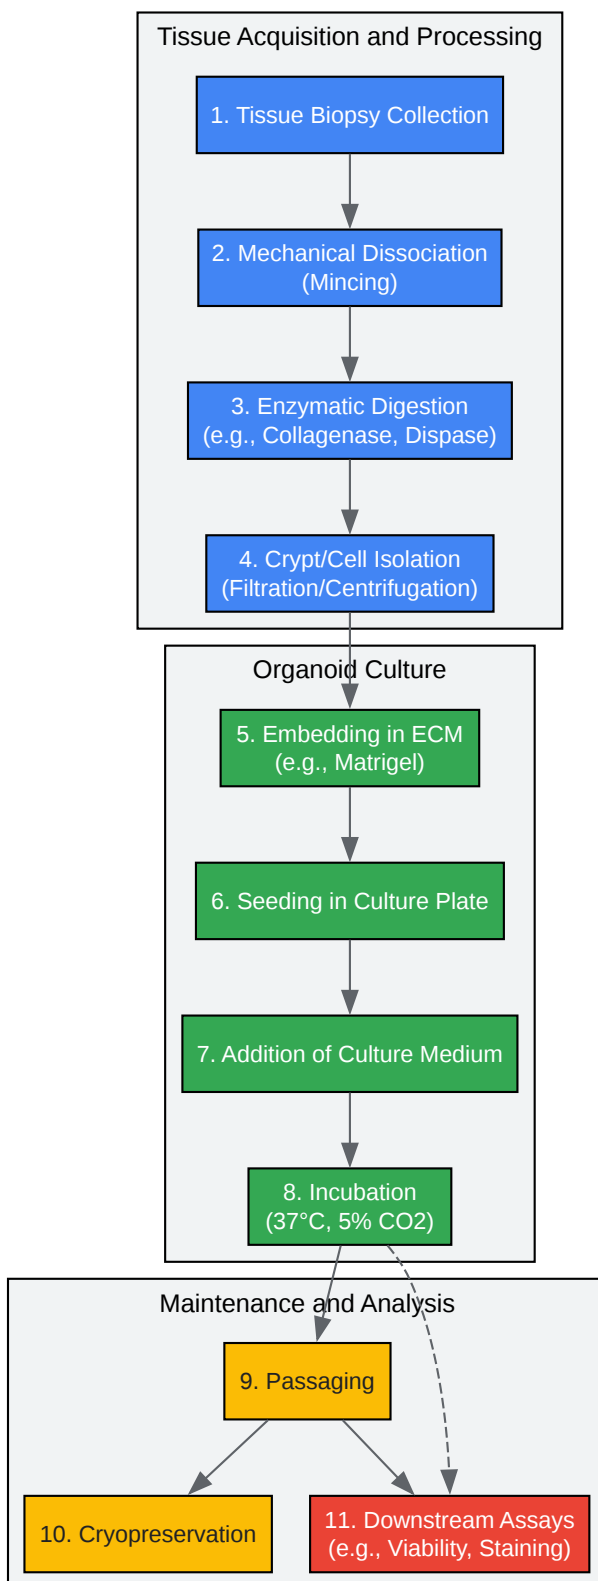 Tissue Acquisition and Processing
1. Tissue Biopsy Collection
2. Mechanical Dissociation
(Mincing)
3. Enzymatic Digestion
(e.g., Collagenase, Dispase)
4. Crypt/Cell Isolation
(Filtration/Centrifugation)
Organoid Culture
5. Embedding in ECM
(e.g., Matrigel)
6. Seeding in Culture Plate
7. Addition of Culture Medium
8. Incubation
(37°C, 5% CO2)
Maintenance and Analysis
9. Passaging
10. Cryopreservation
11. Downstream Assays
(e.g., Viability, Staining)